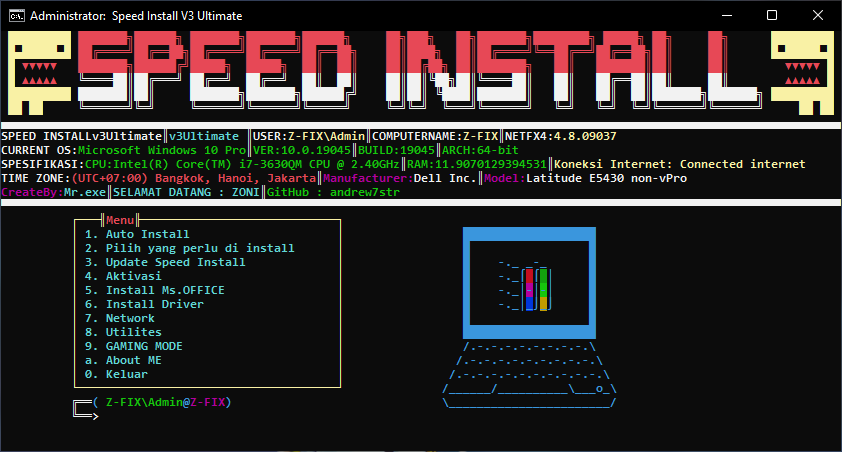 Administrator: Speed Install V3 Ultimate
SPEED INSTALL
SPEED INSTALLv3Ultimate║v3Ultimate ║USER:Z-FIX\Admin║COMPUTERNAME:Z-FIX║NETFX4:4.8.09037
CURRENT OS:Microsoft Windows 10 Pro║VER:10.0.19045║BUILD:19045║ARCH:64-bit
SPESIFIKASI:CPU:Intel(R) Core(TM) i7-3630QM CPU @ 2.40GHz║RAM:11.9070129394531║Koneksi Internet: Connected internet
TIME ZONE:(UTC+07:00) Bangkok, Hanoi, Jakarta║Manufacturer:Dell Inc.║Model:Latitude E5430 non-vPro
CreateBy:Mr.exe║SELAMAT DATANG : ZONI║GitHub : andrew7str
Menu
1. Auto Install
2. Pilih yang perlu di install
3. Update Speed Install
4. Aktivasi
5. Install Ms.OFFICE
6. Install Driver
7. Network
8. Utilites
9. GAMING MODE
a. About ME
0. Keluar
( Z-FIX\Admin@Z-FIX)
>